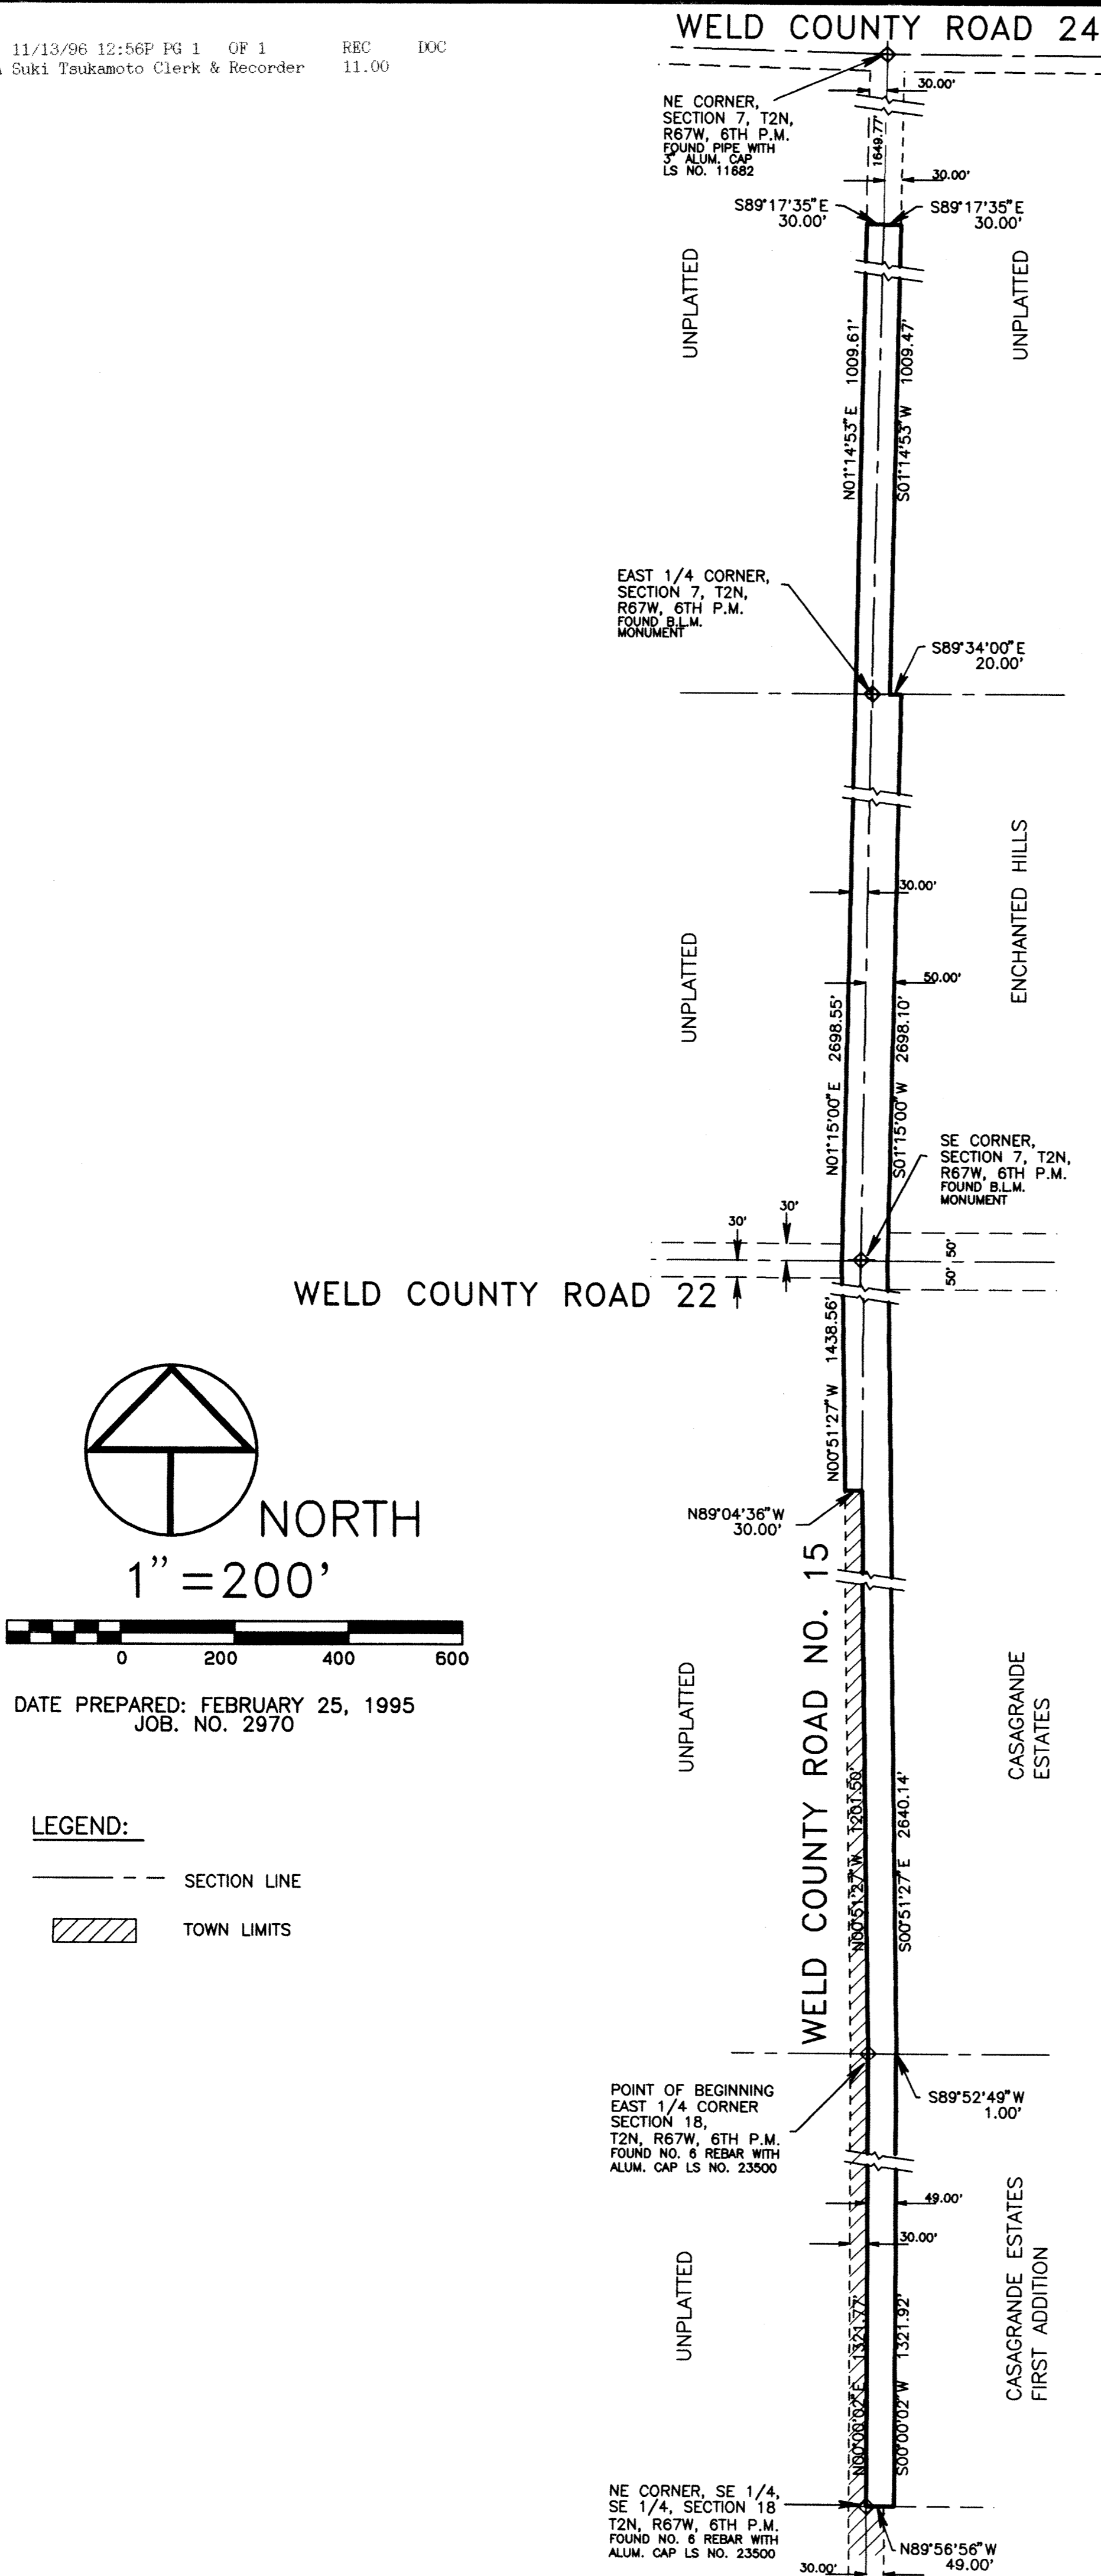 11/13/96 12:56P PG 1 OF 1 REC DOC
Suki Tsukamoto Clerk & Recorder 11.00
WELD COUNTY ROAD 24
30.00'
NE CORNER,
SECTION 7, T2N,
R67W, 6TH P.M.
FOUND PIPE WITH
3" ALUM. CAP
LS NO. 11682
1649.77'
30.00'
S89°17'35"E
30.00'
S89°17'35"E
30.00'
UNPLATTED
UNPLATTED
N01°14'53"E 1009.61'
S01°14'53"W 1009.47'
EAST 1/4 CORNER,
SECTION 7, T2N,
R67W, 6TH P.M.
FOUND B.L.M.
MONUMENT
S89°34'00"E
20.00'
ENCHANTED HILLS
30.00'
UNPLATTED
50.00'
N01°15'00"E 2698.55'
S01°15'00"W 2698.10'
SE CORNER,
SECTION 7, T2N,
R67W, 6TH P.M.
FOUND B.L.M.
MONUMENT
30'
30'
50'
50'
WELD COUNTY ROAD 22
N00°51'27"W 1438.56'
NORTH
1"=200'
N89°04'36"W
30.00'
WELD COUNTY ROAD NO. 15
0 200 400 600
DATE PREPARED: FEBRUARY 25, 1995
JOB. NO. 2970
UNPLATTED
CASAGRANDE
ESTATES
N00°51'27"W 1201.50'
S00°51'27"E 2640.14'
LEGEND:
SECTION LINE
TOWN LIMITS
POINT OF BEGINNING
EAST 1/4 CORNER
SECTION 18,
T2N, R67W, 6TH P.M.
FOUND NO. 6 REBAR WITH
ALUM. CAP LS NO. 23500
S89°52'49"W
1.00'
49.00'
30.00'
UNPLATTED
CASAGRANDE ESTATES
FIRST ADDITION
N00°00'02"E 1321.77'
S00°00'02"W 1321.92'
NE CORNER, SE 1/4,
SE 1/4, SECTION 18
T2N, R67W, 6TH P.M.
FOUND NO. 6 REBAR WITH
ALUM. CAP LS NO. 23500
N89°56'56"W
49.00'
30.00'